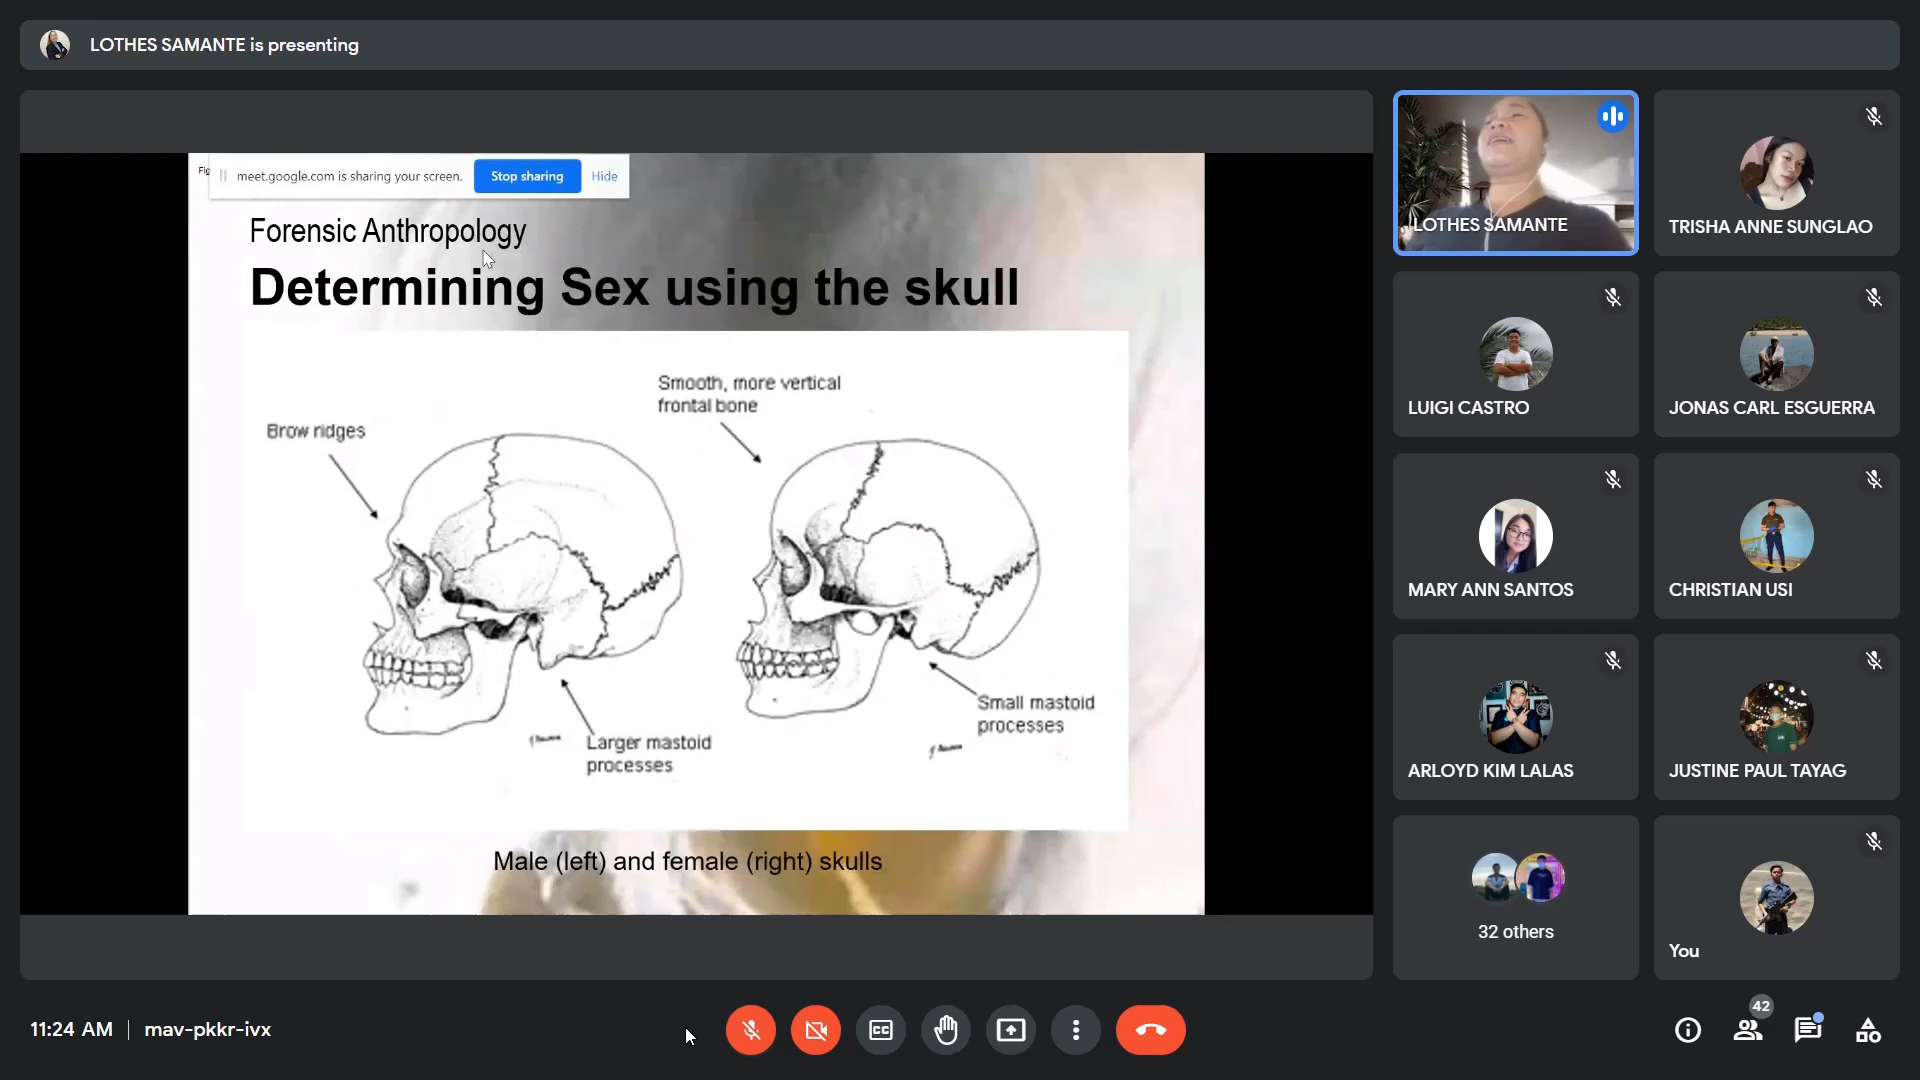 LOTHES SAMANTE is presenting
meet.google.com is sharing your screen.
Stop sharing
Hide
Forensic Anthropology
Determining Sex using the skull
Smooth, more vertical
frontal bone
Brow ridges
Small mastoid
processes
Larger mastoid
processes
Male (left) and female (right) skulls
LOTHES SAMANTE
TRISHA ANNE SUNGLAO
LUIGI CASTRO
JONAS CARL ESGUERRA
MARY ANN SANTOS
CHRISTIAN USI
ARLOYD KIM LALAS
JUSTINE PAUL TAYAG
32 others
You
11:24 AM
mav-pkkr-ivx
CC
42